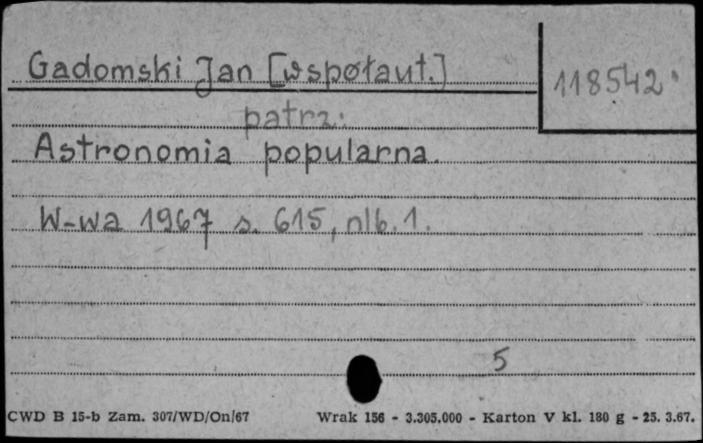 Gadomski Jan [współaut.]
118542
patrz:
Astronomia popularna.
W-wa 1967 s. 615, nlb. 1.
5
CWD B 15-b Zam. 307/WD/On/67 Wrak 156 - 3.305.000 - Karton V kl. 180 g - 25. 3.67.